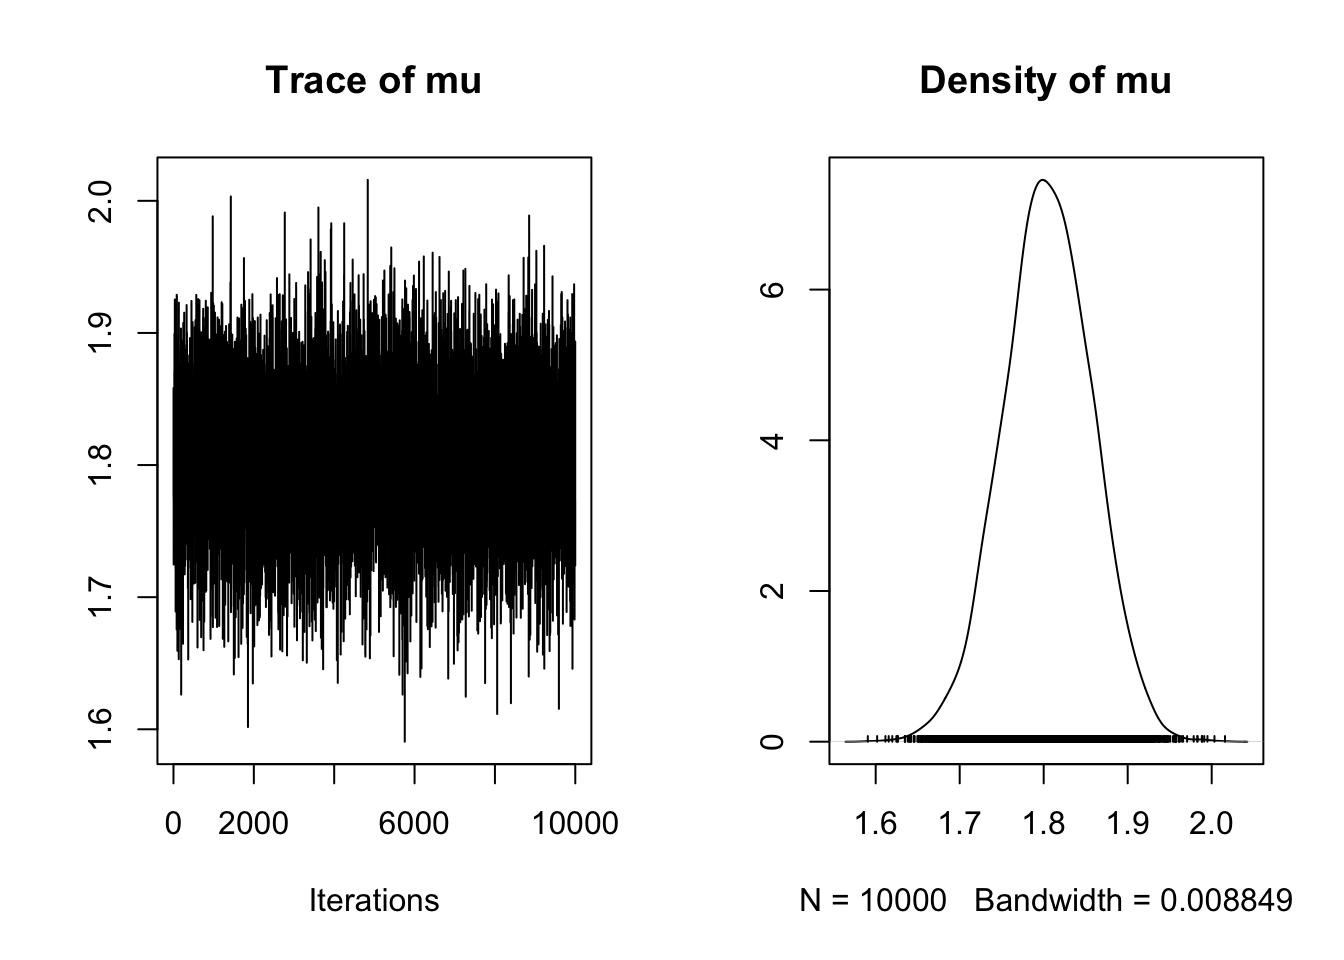 Trace of mu
2.0
1.9
1.8
1.7
1.6
0 2000 6000 10000
Iterations
Density of mu
6
4
2
0
1.6 1.7 1.8 1.9 2.0
N = 10000 Bandwidth = 0.008849